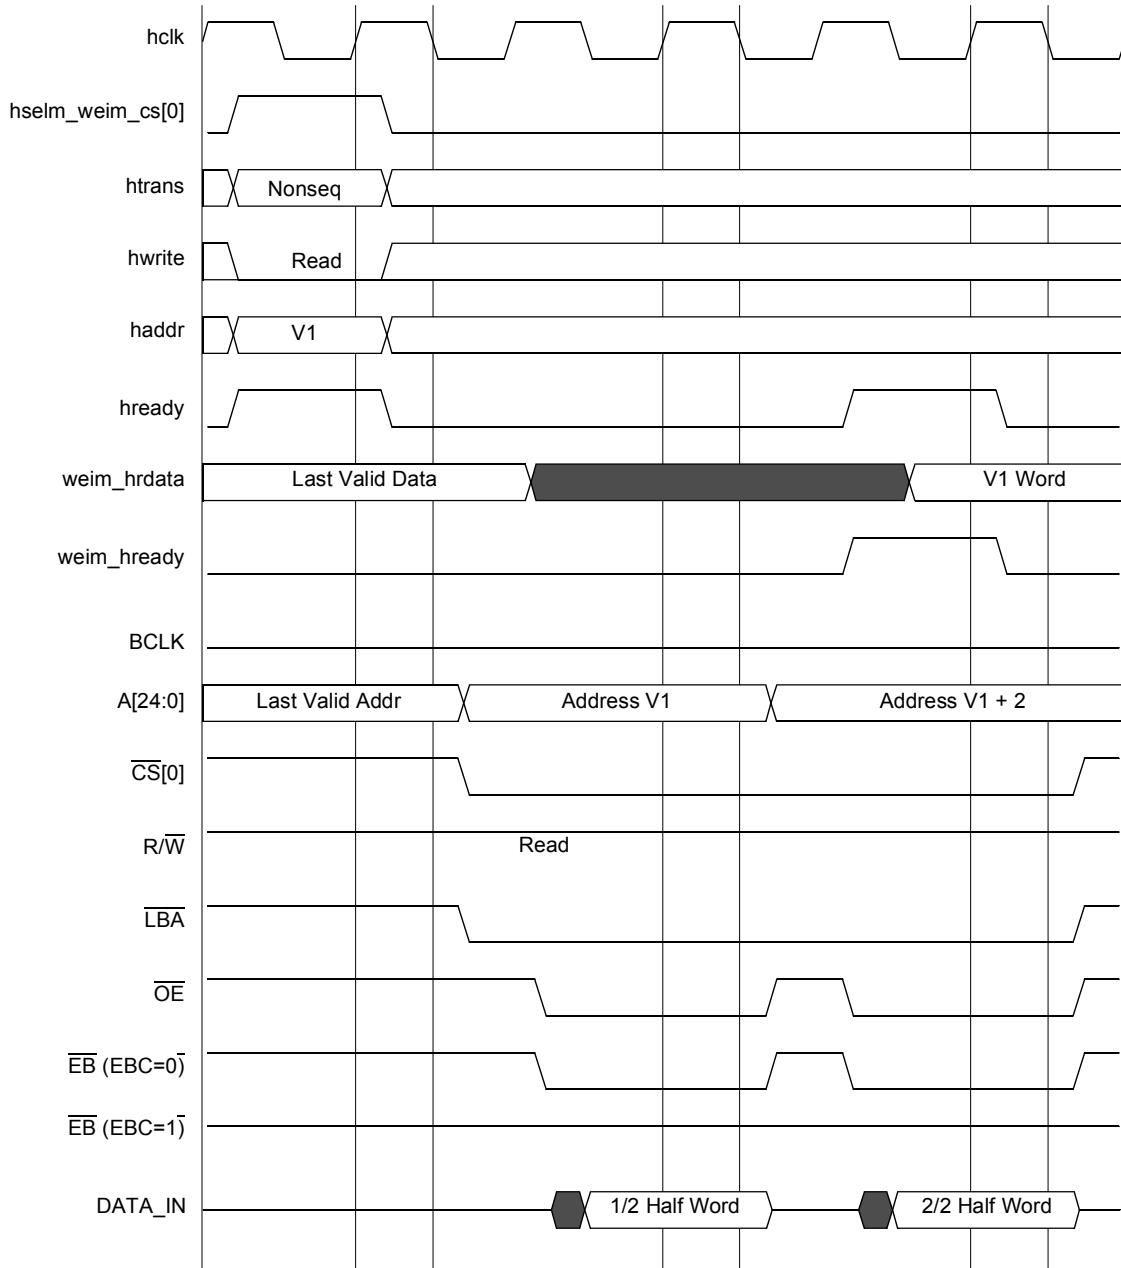 hclk
hselm_weim_cs[0]
htrans Nonseq
hwrite Read
haddr V1
hready
weim_hrdata Last Valid Data V1 Word
weim_hready
BCLK
A[24:0] Last Valid Addr Address V1 Address V1 + 2
CS[0]
R/W Read
LBA
OE
EB (EBC=0)
EB (EBC=1)
DATA_IN 1/2 Half Word 2/2 Half Word